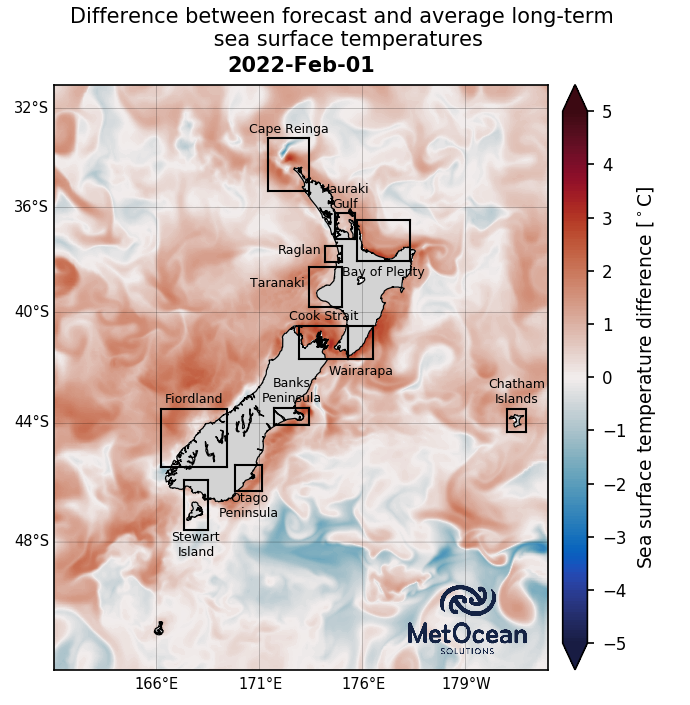 Difference between forecast and average long-term
sea surface temperatures
2022-Feb-01
32°S
36°S
40°S
44°S
48°S
Cape Reinga
Hauraki
Gulf
Raglan
Bay of Plenty
Taranaki
Cook Strait
Wairarapa
Banks
Peninsula
Fiordland
Chatham
Islands
Otago
Peninsula
Stewart
Island
MetOcean
SOLUTIONS
166°E
171°E
176°E
179°W
5
4
3
2
1
0
−1
−2
−3
−4
−5
Sea surface temperature difference [°C]